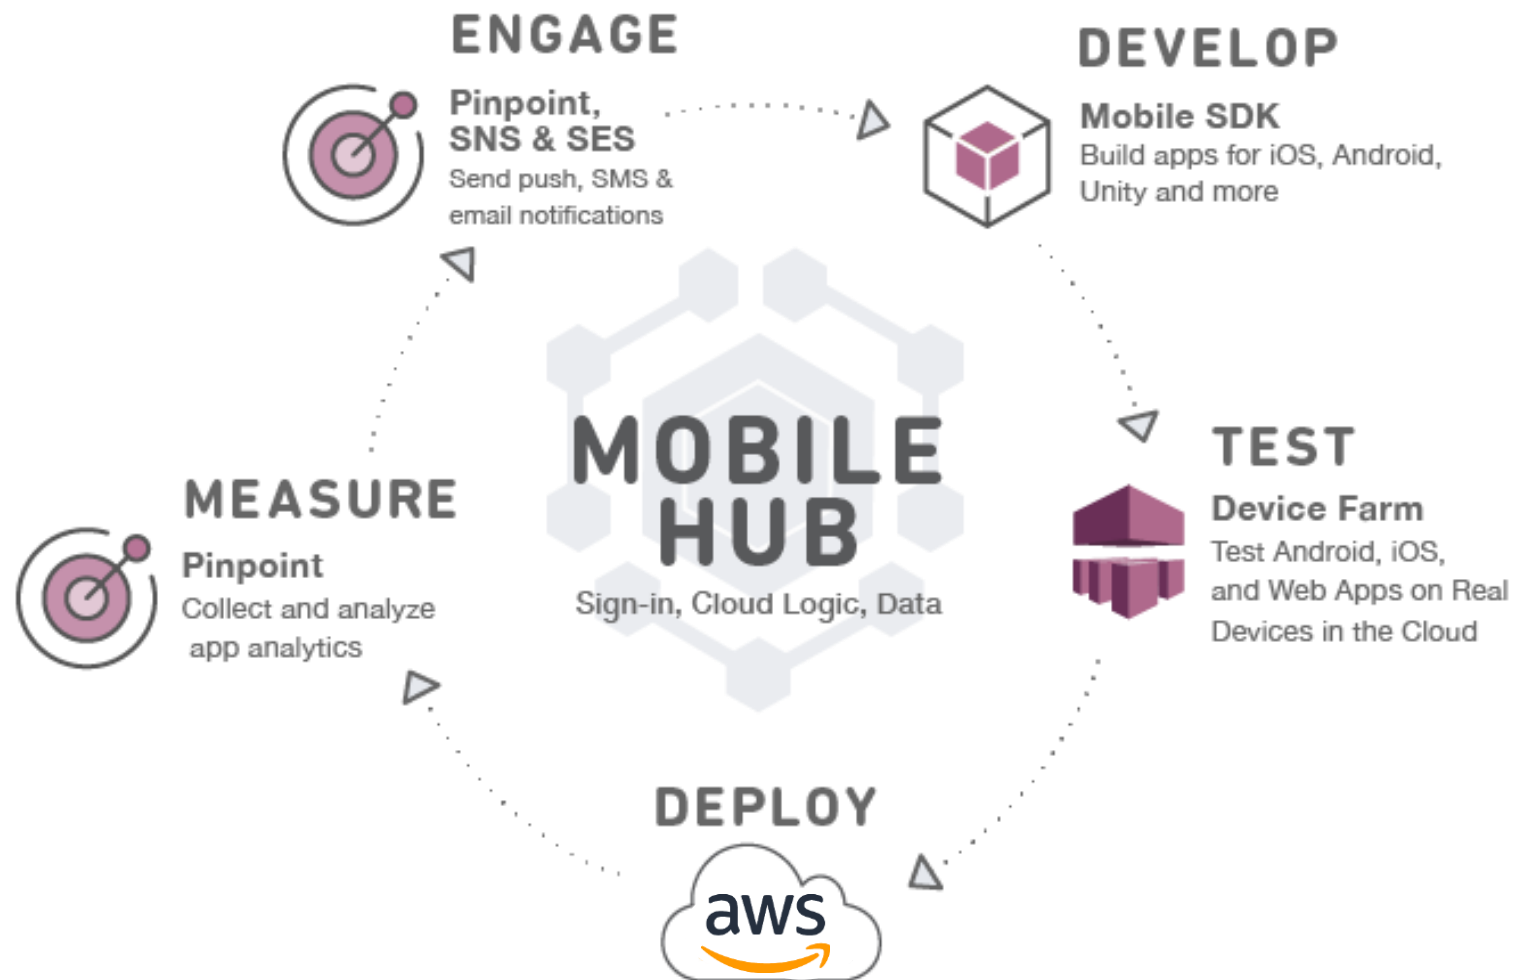 ENGAGE
Pinpoint,
SNS & SES
Send push, SMS &
email notifications
DEVELOP
Mobile SDK
Build apps for iOS, Android,
Unity and more
TEST
Device Farm
Test Android, iOS,
and Web Apps on Real
Devices in the Cloud
MOBILE
HUB
Sign-in, Cloud Logic, Data
MEASURE
Pinpoint
Collect and analyze
app analytics
DEPLOY
aws